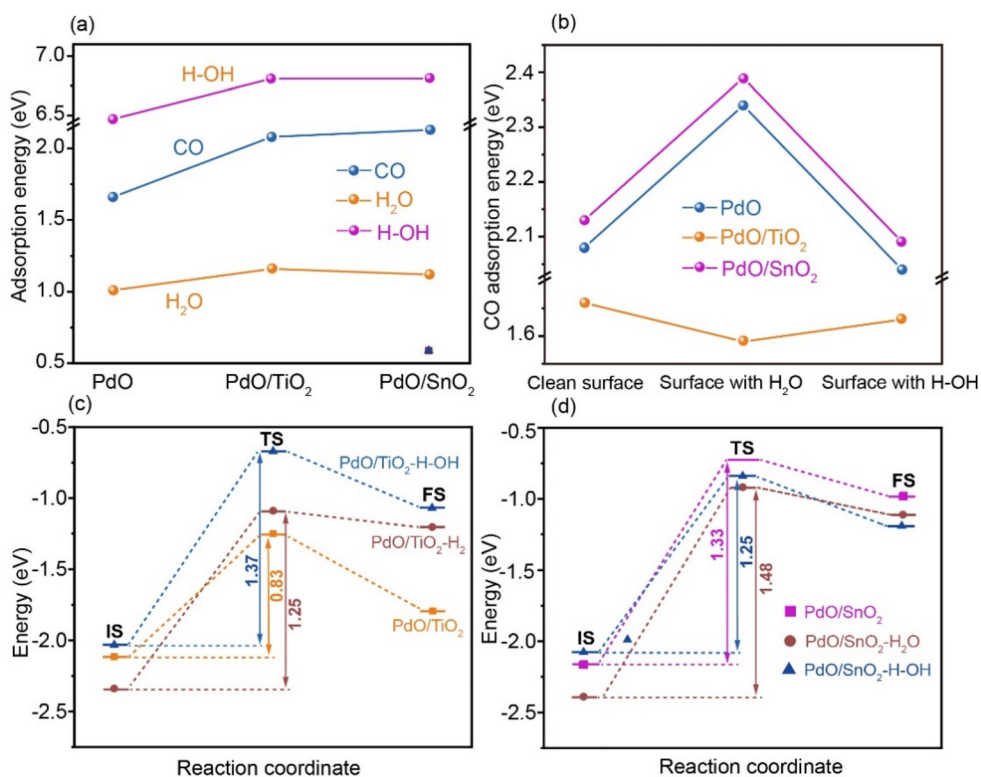 (a)
7.0
6.5
2.0
1.5
1.0
0.5
Adsorption energy (eV)
H-OH
CO
H₂O
CO
H₂O
H-OH
PdO
PdO/TiO₂
PdO/SnO₂
(b)
2.4
2.3
2.2
2.1
1.6
CO adsorption energy (eV)
PdO
PdO/TiO₂
PdO/SnO₂
Clean surface
Surface with H₂O
Surface with H-OH
(c)
-0.5
-1.0
-1.5
-2.0
-2.5
Energy (eV)
IS
TS
FS
PdO/TiO₂-H-OH
PdO/TiO₂-H₂
PdO/TiO₂
1.37
0.83
1.25
Reaction coordinate
(d)
-0.5
-1.0
-1.5
-2.0
-2.5
Energy (eV)
IS
TS
FS
1.33
1.25
1.48
PdO/SnO₂
PdO/SnO₂-H₂O
PdO/SnO₂-H-OH
Reaction coordinate